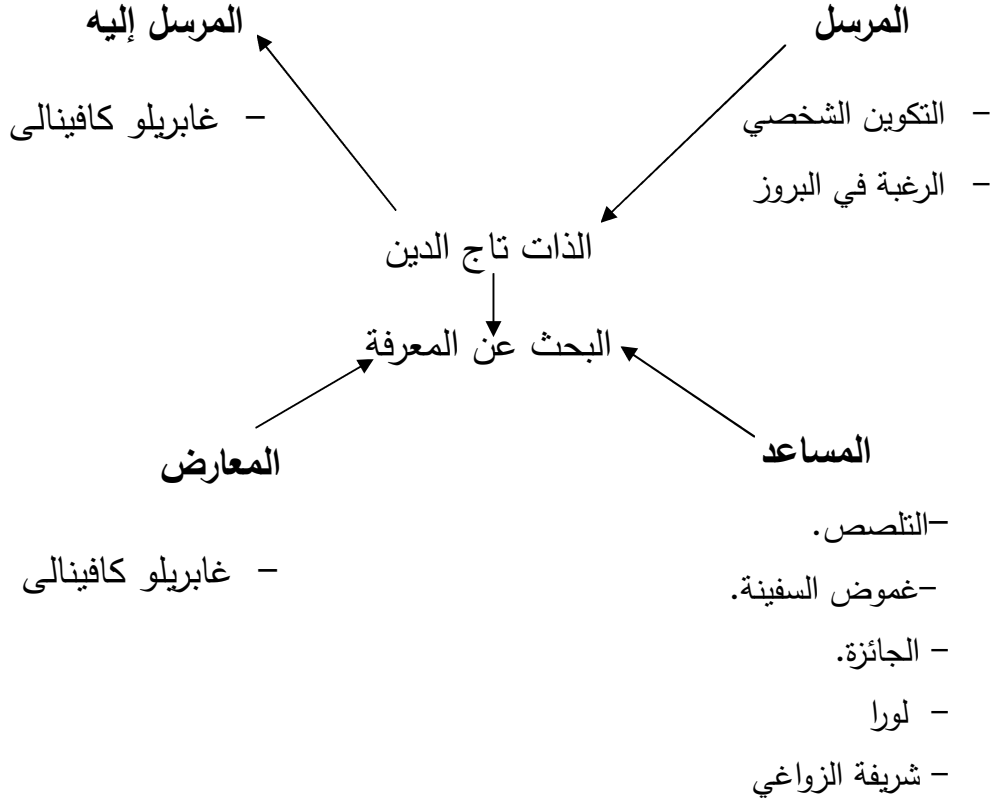 المرسل
المرسل إليه
- التكوين الشخصي
- غابريلو كافينالى
- الرغبة في البروز
الذات تاج الدين
البحث عن المعرفة
المساعد
المعارض
-التلصص.
- غابريلو كافينالى
-غموض السفينة.
- الجائزة.
- لورا
- شريفة الزواغي